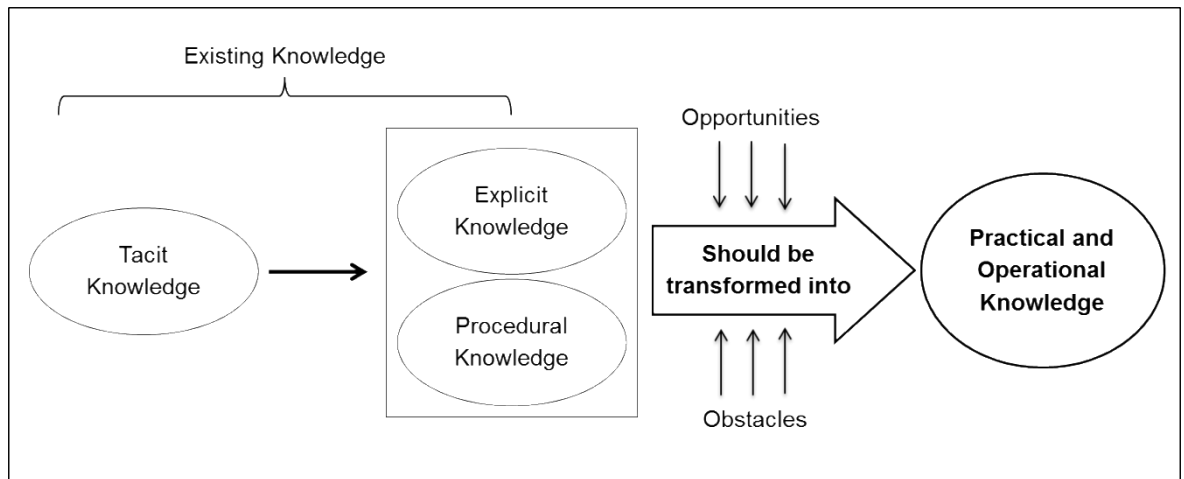 Existing Knowledge
Tacit
Knowledge
Explicit
Knowledge
Procedural
Knowledge
Opportunities
Should be
transformed into
Obstacles
Practical and
Operational
Knowledge